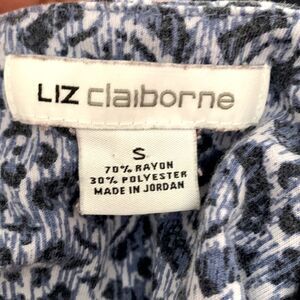 LIZ claiborne
S
70% RAYON
30% POLYESTER
MADE IN JORDAN